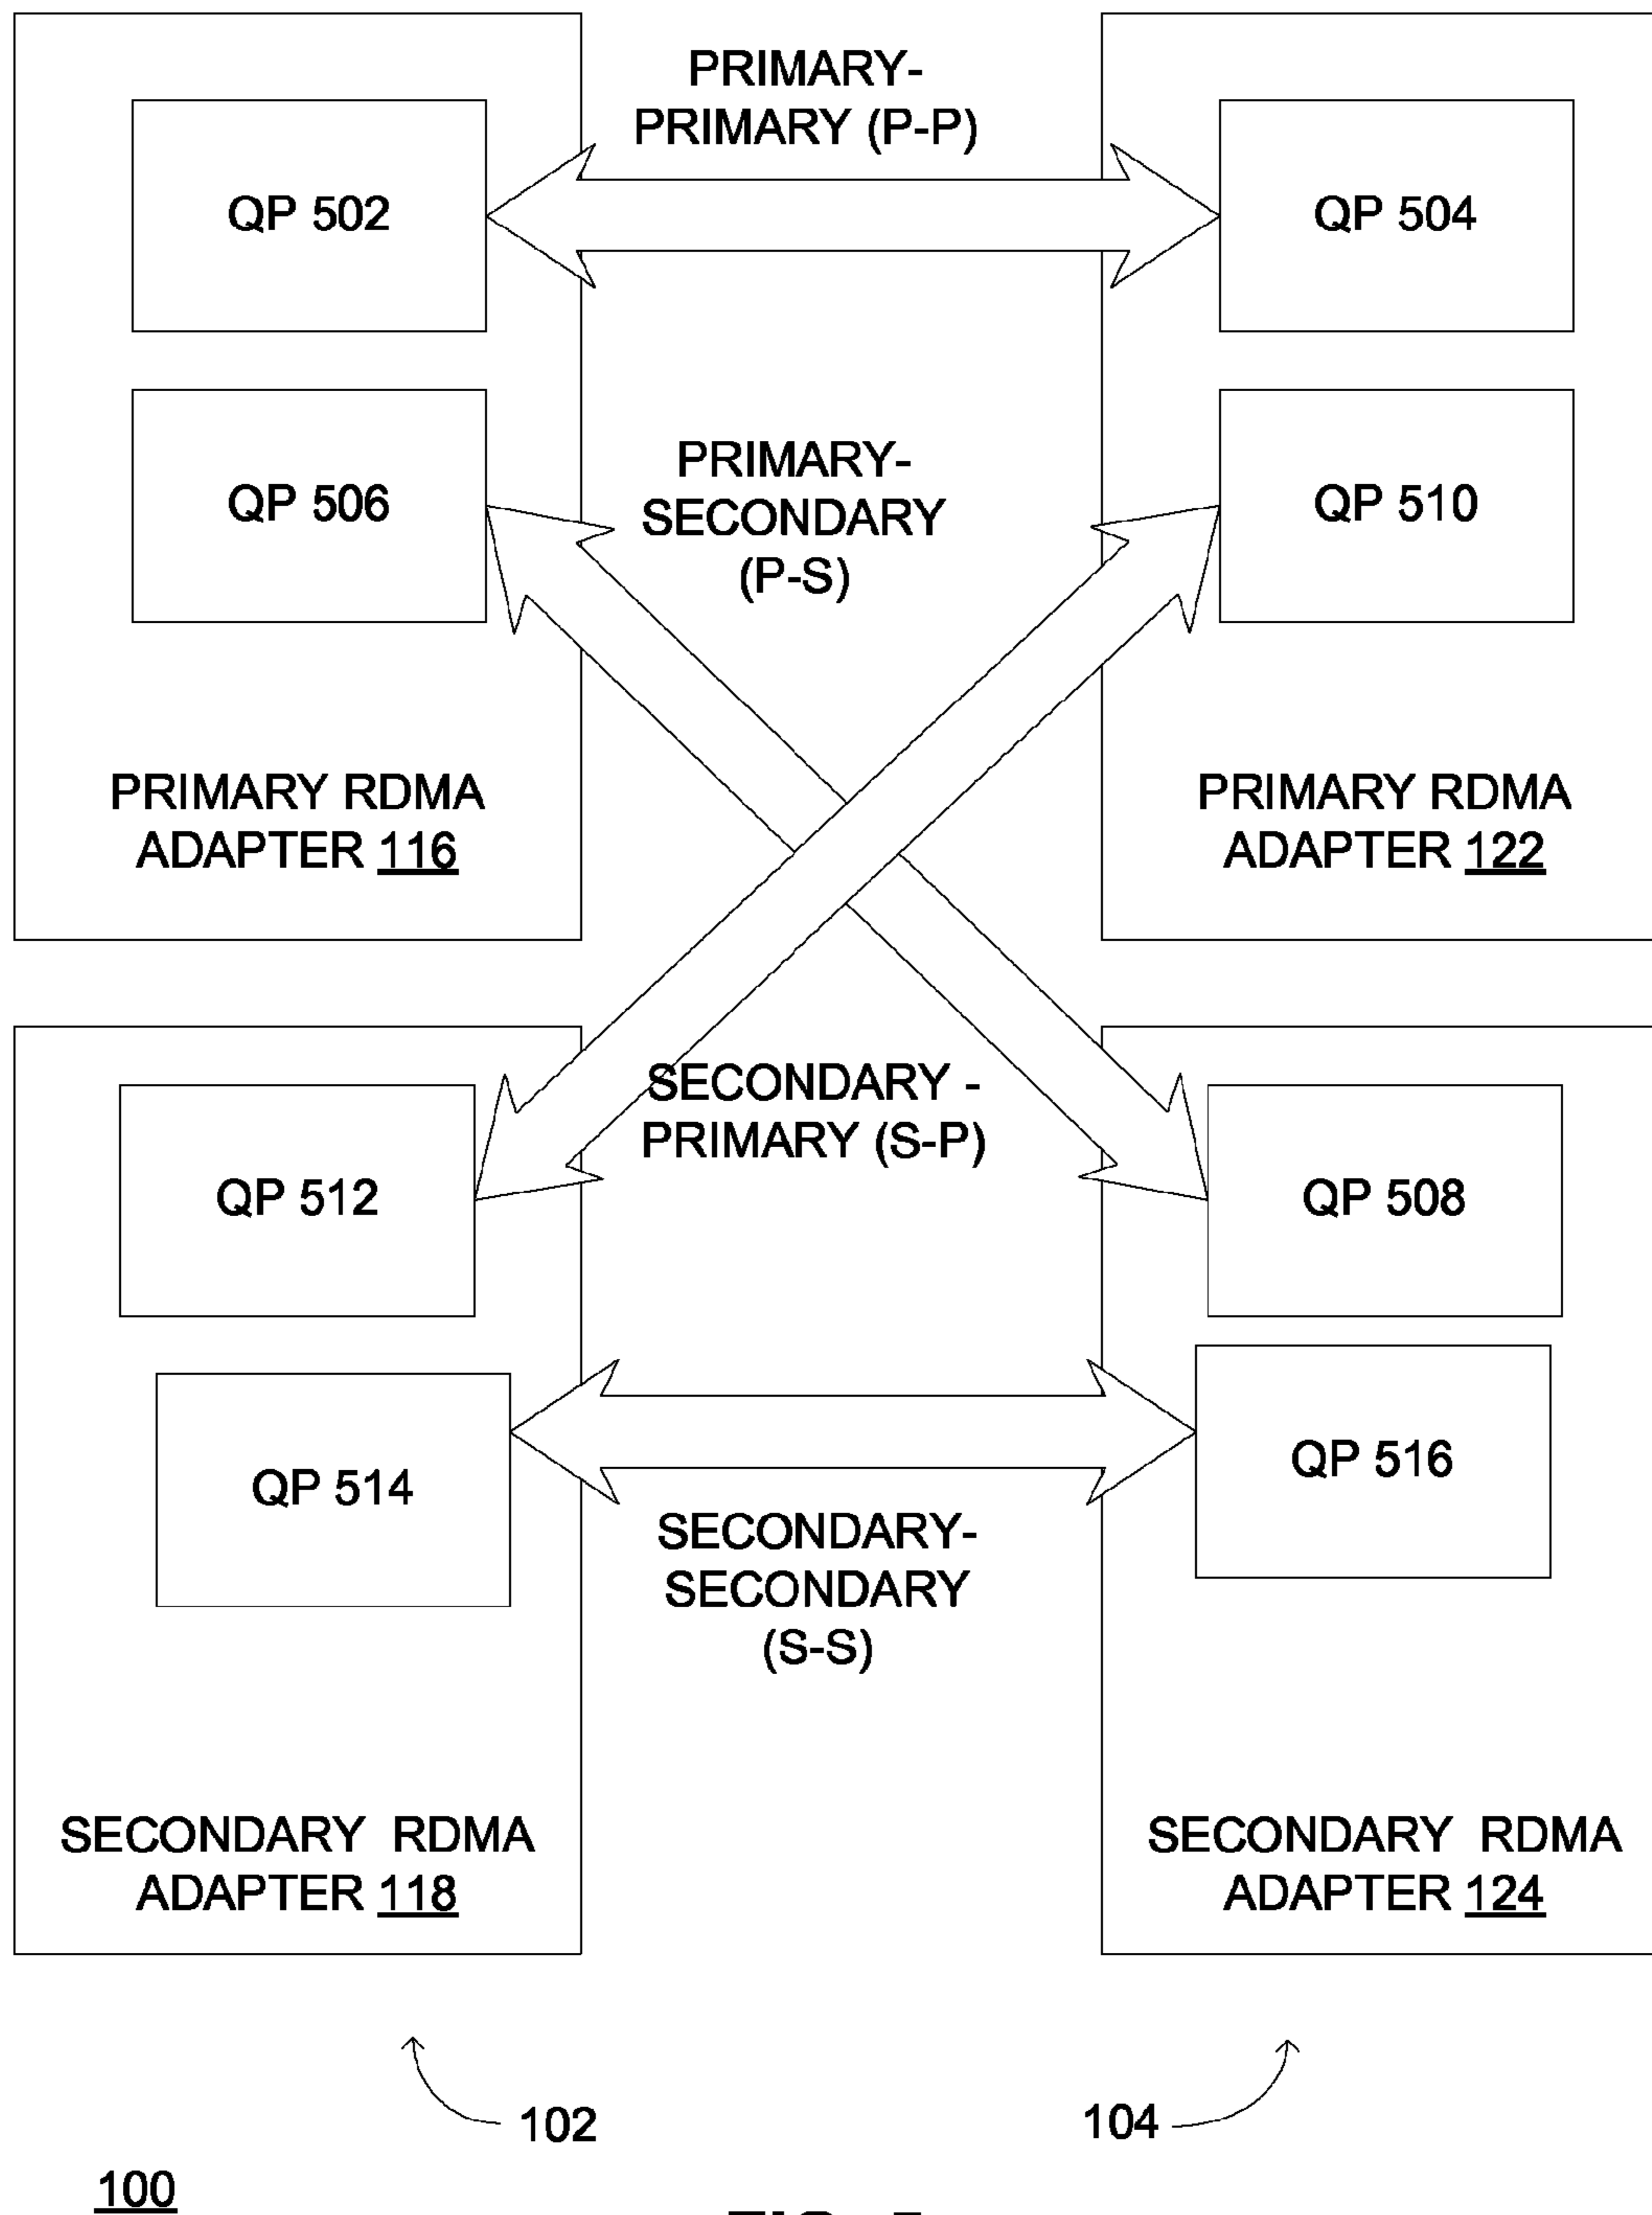 PRIMARY-
PRIMARY (P-P)
QP 502
QP 504
PRIMARY-
SECONDARY
(P-S)
QP 506
QP 510
PRIMARY RDMA
ADAPTER 116
PRIMARY RDMA
ADAPTER 122
SECONDARY -
PRIMARY (S-P)
QP 512
QP 508
QP 514
QP 516
SECONDARY-
SECONDARY
(S-S)
SECONDARY RDMA
ADAPTER 118
SECONDARY RDMA
ADAPTER 124
102
104
100